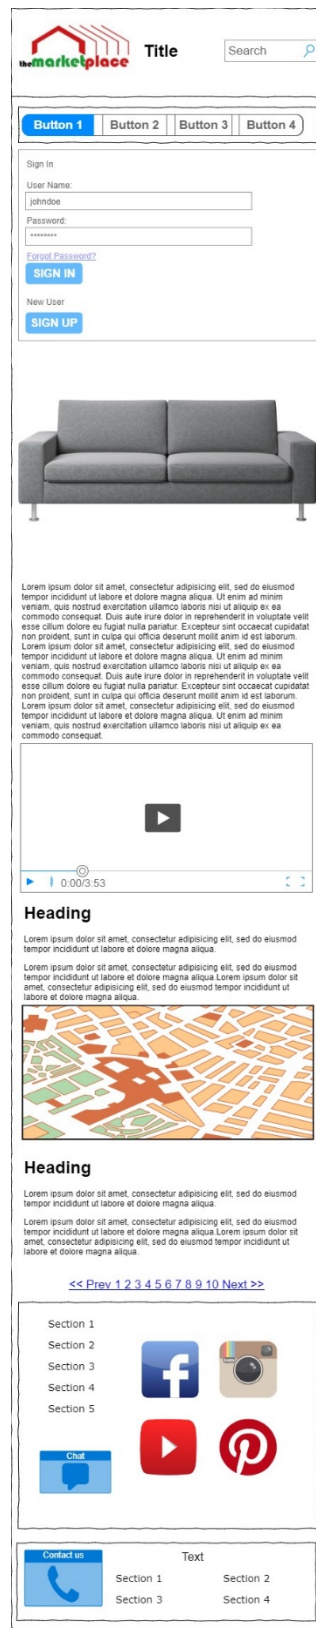 themarketplace
Title
Search
Button 1 Button 2 Button 3 Button 4
Sign In
User Name:
johndoe
Password:
********
Forgot Password?
SIGN IN
New User
SIGN UP
Lorem ipsum dolor sit amet, consectetur adipisicing elit, sed do eiusmod
tempor incididunt ut labore et dolore magna aliqua. Ut enim ad minim
veniam, quis nostrud exercitation ullamco laboris nisi ut aliquip ex ea
commodo consequat. Duis aute irure dolor in reprehenderit in voluptate velit
esse cillum dolore eu fugiat nulla pariatur. Excepteur sint occaecat cupidatat
non proident, sunt in culpa qui officia deserunt mollit anim id est laborum.
Lorem ipsum dolor sit amet, consectetur adipisicing elit, sed do eiusmod
tempor incididunt ut labore et dolore magna aliqua. Ut enim ad minim
veniam, quis nostrud exercitation ullamco laboris nisi ut aliquip ex ea
commodo consequat. Duis aute irure dolor in reprehenderit in voluptate velit
esse cillum dolore eu fugiat nulla pariatur. Excepteur sint occaecat cupidatat
non proident, sunt in culpa qui officia deserunt mollit anim id est laborum.
Lorem ipsum dolor sit amet, consectetur adipisicing elit, sed do eiusmod
tempor incididunt ut labore et dolore magna aliqua. Ut enim ad minim
veniam, quis nostrud exercitation ullamco laboris nisi ut aliquip ex ea
commodo consequat.
0:00/3:53
Heading
Lorem ipsum dolor sit amet, consectetur adipisicing elit, sed do eiusmod
tempor incididunt ut labore et dolore magna aliqua.
Lorem ipsum dolor sit amet, consectetur adipisicing elit, sed do eiusmod
tempor incididunt ut labore et dolore magna aliqua.Lorem ipsum dolor sit
amet, consectetur adipisicing elit, sed do eiusmod tempor incididunt ut
labore et dolore magna aliqua.
Heading
Lorem ipsum dolor sit amet, consectetur adipisicing elit, sed do eiusmod
tempor incididunt ut labore et dolore magna aliqua.
Lorem ipsum dolor sit amet, consectetur adipisicing elit, sed do eiusmod
tempor incididunt ut labore et dolore magna aliqua.Lorem ipsum dolor sit
amet, consectetur adipisicing elit, sed do eiusmod tempor incididunt ut
labore et dolore magna aliqua.
<< Prev 1 2 3 4 5 6 7 8 9 10 Next >>
Section 1
Section 2
Section 3
Section 4
Section 5
Chat
Contact us
Text
Section 1 Section 2
Section 3 Section 4